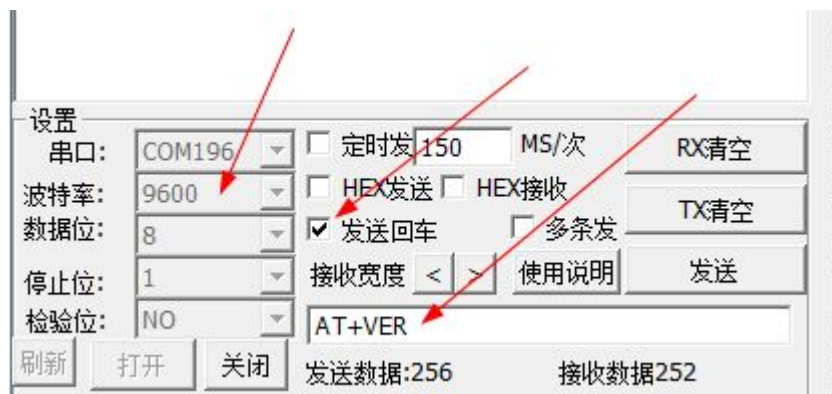 设置
串口: COM196 定时发 150 MS/次 RX清空
波特率: 9600 HEX发送 HEX接收
数据位: 8 发送回车 多条发 TX清空
停止位: 1 接收宽度 < > 使用说明 发送
检验位: NO AT+VER
刷新 打开 关闭 发送数据:256 接收数据252